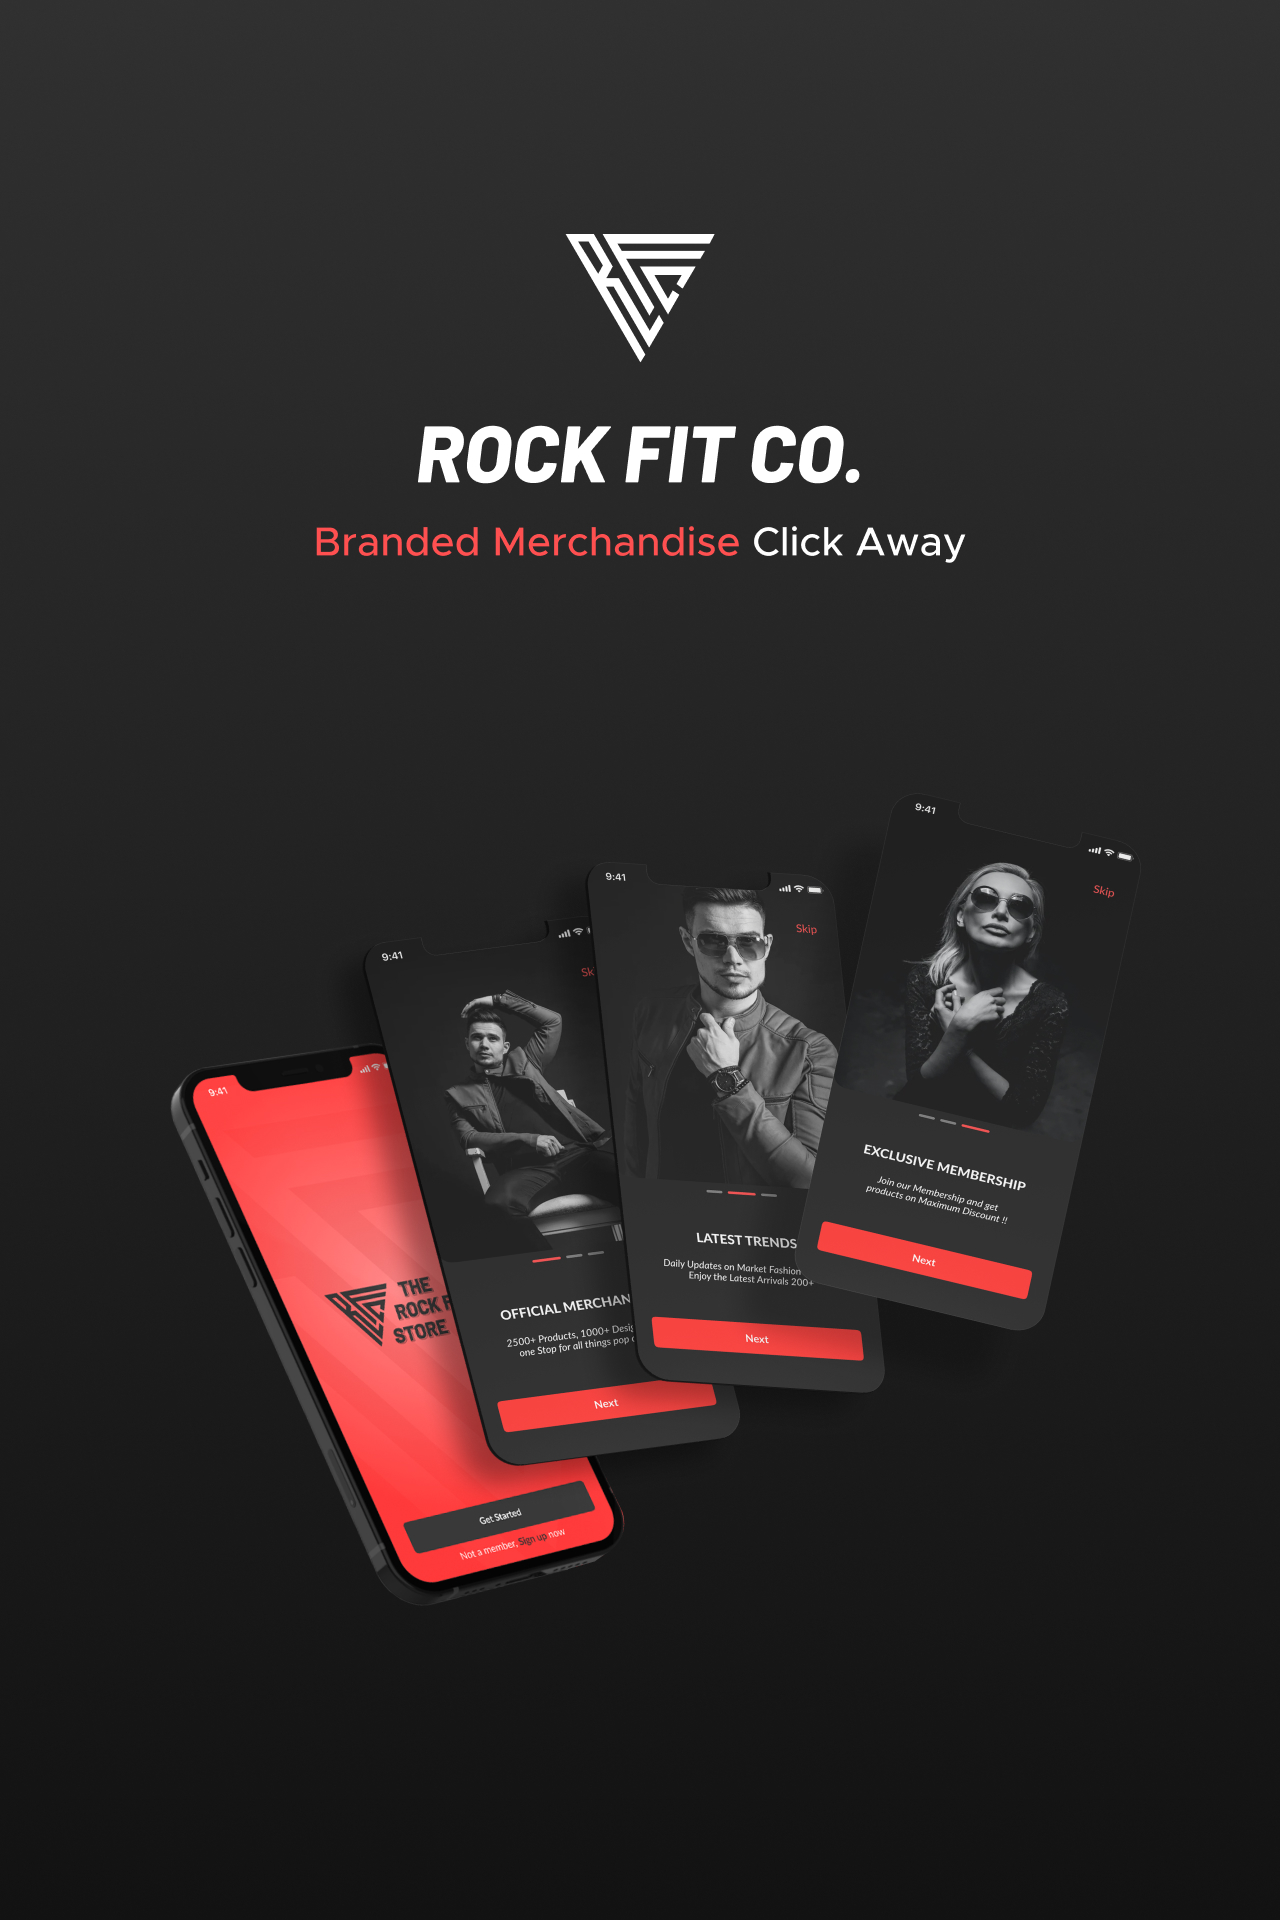 ROCK FIT CO.
Branded Merchandise Click Away
9:41
THE
ROCK F
STORE
Get Started
Not a member, Sign up now
9:41
Sk
OFFICIAL MERCHAN
2500+ Products, 1000+
one Stop for all things pop
Next
9:41
Skip
LATEST TRENDS
Daily Updates on Market Fashion
Enjoy the Latest Arrivals 200+
Next
9:41
Skip
EXCLUSIVE MEMBERSHIP
Join our Membership and get
products on Maximum Discount !!
Next